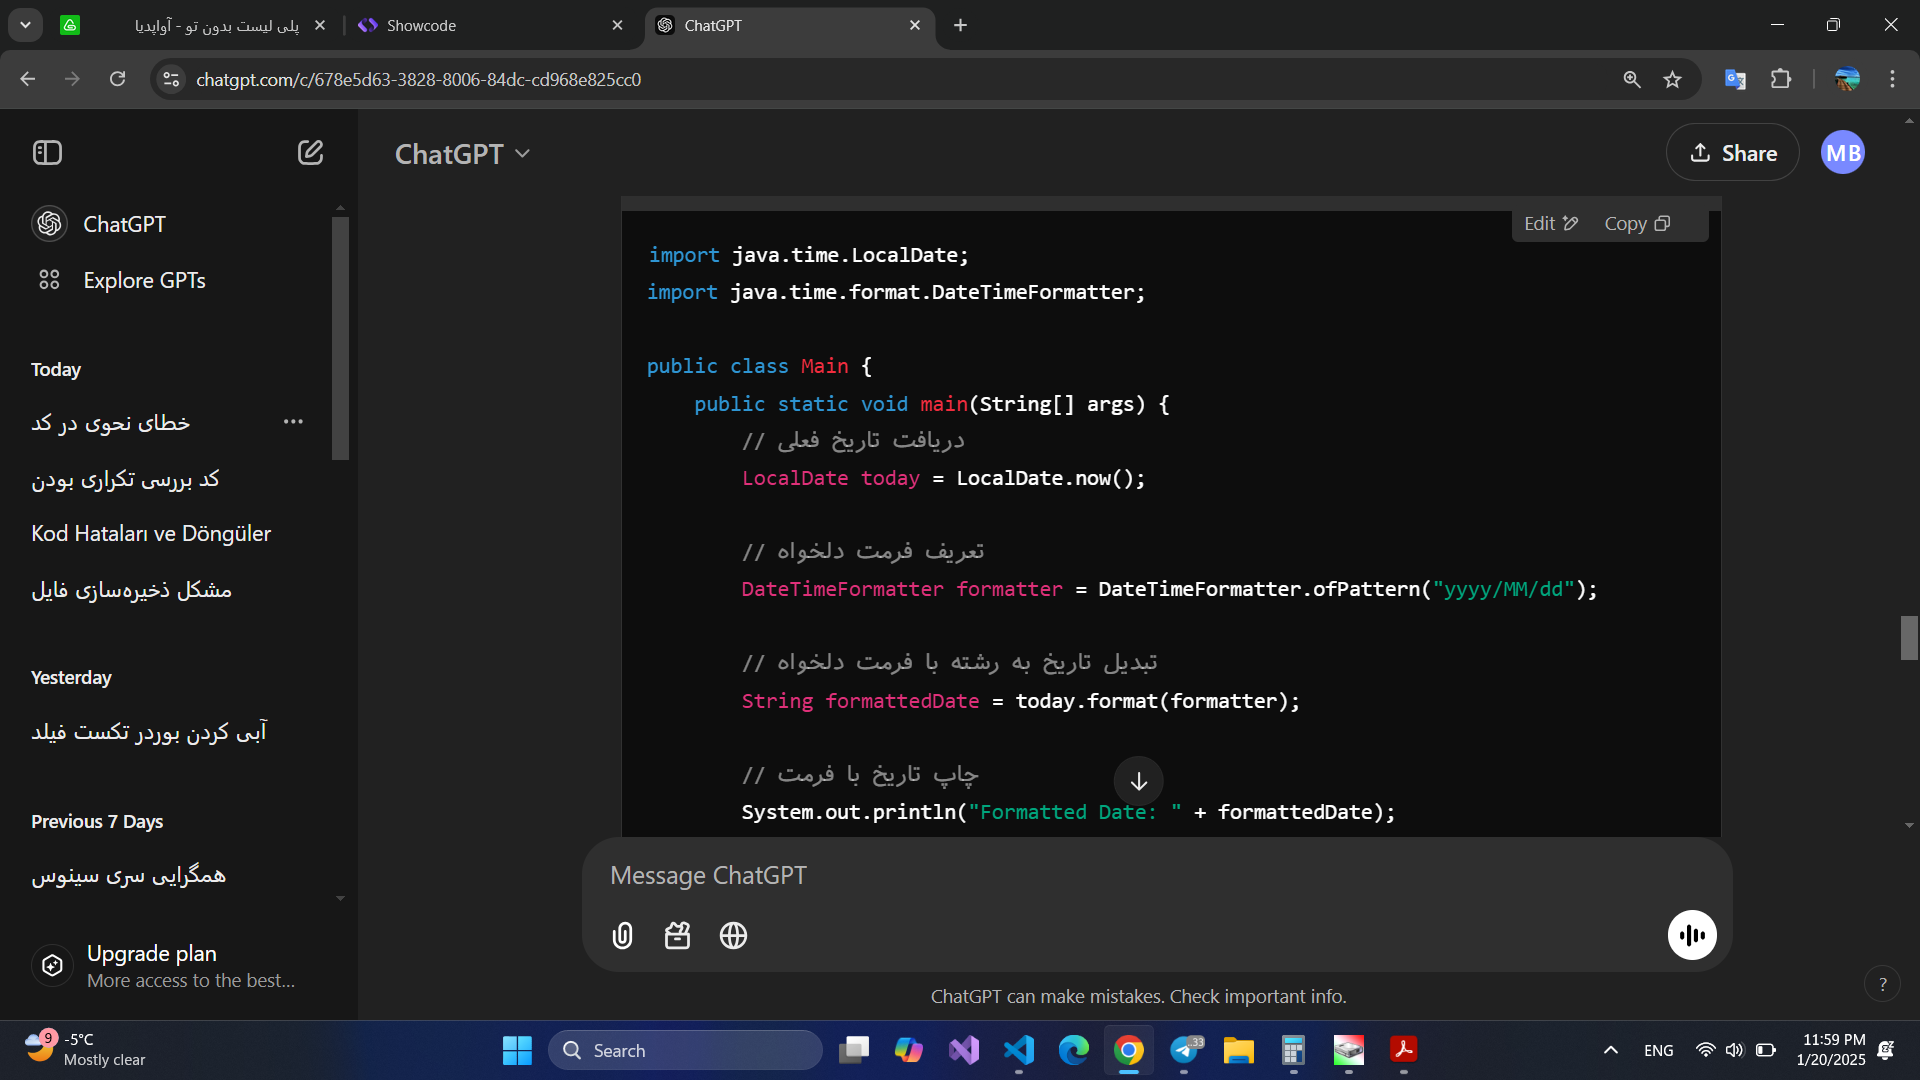 پلی لیست بدون تو - آواپدیا
Showcode
ChatGPT
chatgpt.com/c/678e5d63-3828-8006-84dc-cd968e825cc0
ChatGPT
Share
MB
ChatGPT
Explore GPTs
Today
خطای نحوی در کد
کد بررسی تکراری بودن
Kod Hataları ve Döngüler
مشکل ذخیره‌سازی فایل
Yesterday
آبی کردن بوردر تکست فیلد
Previous 7 Days
همگرایی سری سینوس
Upgrade plan
More access to the best...
Edit
Copy
import java.time.LocalDate;
import java.time.format.DateTimeFormatter;
public class Main {
public static void main(String[] args) {
// دریافت تاریخ فعلی
LocalDate today = LocalDate.now();
// تعریف فرمت دلخواه
DateTimeFormatter formatter = DateTimeFormatter.ofPattern("yyyy/MM/dd");
// تبدیل تاریخ به رشته با فرمت دلخواه
String formattedDate = today.format(formatter);
// چاپ تاریخ با فرمت
System.out.println("Formatted Date: " + formattedDate);
Message ChatGPT
ChatGPT can make mistakes. Check important info.
?
9
-5°C
Mostly clear
Search
33
ENG
11:59 PM
1/20/2025